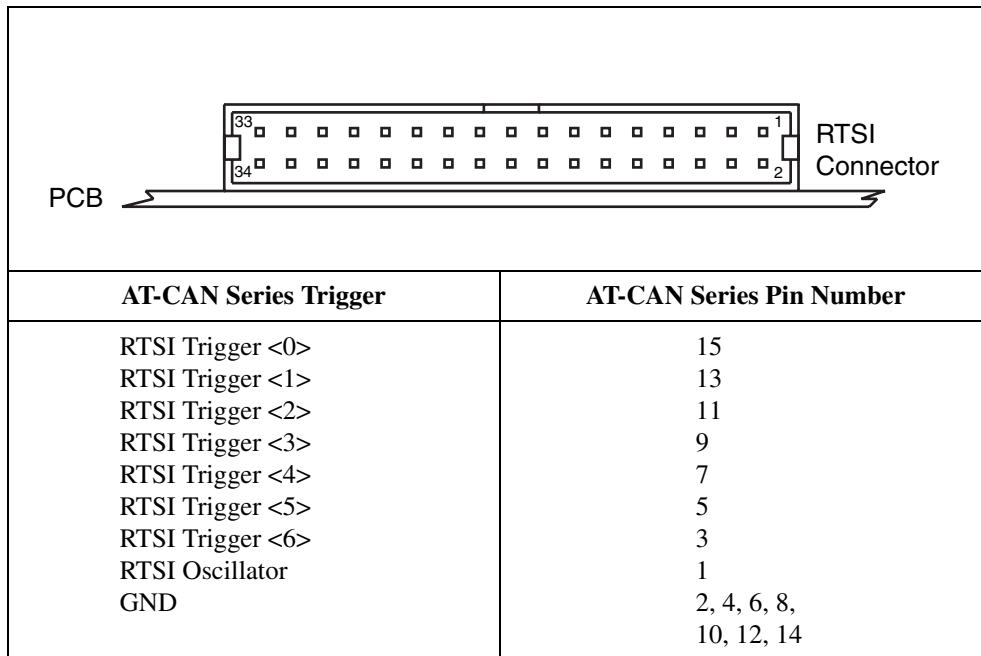 33
1
RTSI
Connector
34
2
PCB
AT-CAN Series Trigger AT-CAN Series Pin Number
RTSI Trigger <0> 15
RTSI Trigger <1> 13
RTSI Trigger <2> 11
RTSI Trigger <3> 9
RTSI Trigger <4> 7
RTSI Trigger <5> 5
RTSI Trigger <6> 3
RTSI Oscillator 1
GND 2, 4, 6, 8,
10, 12, 14